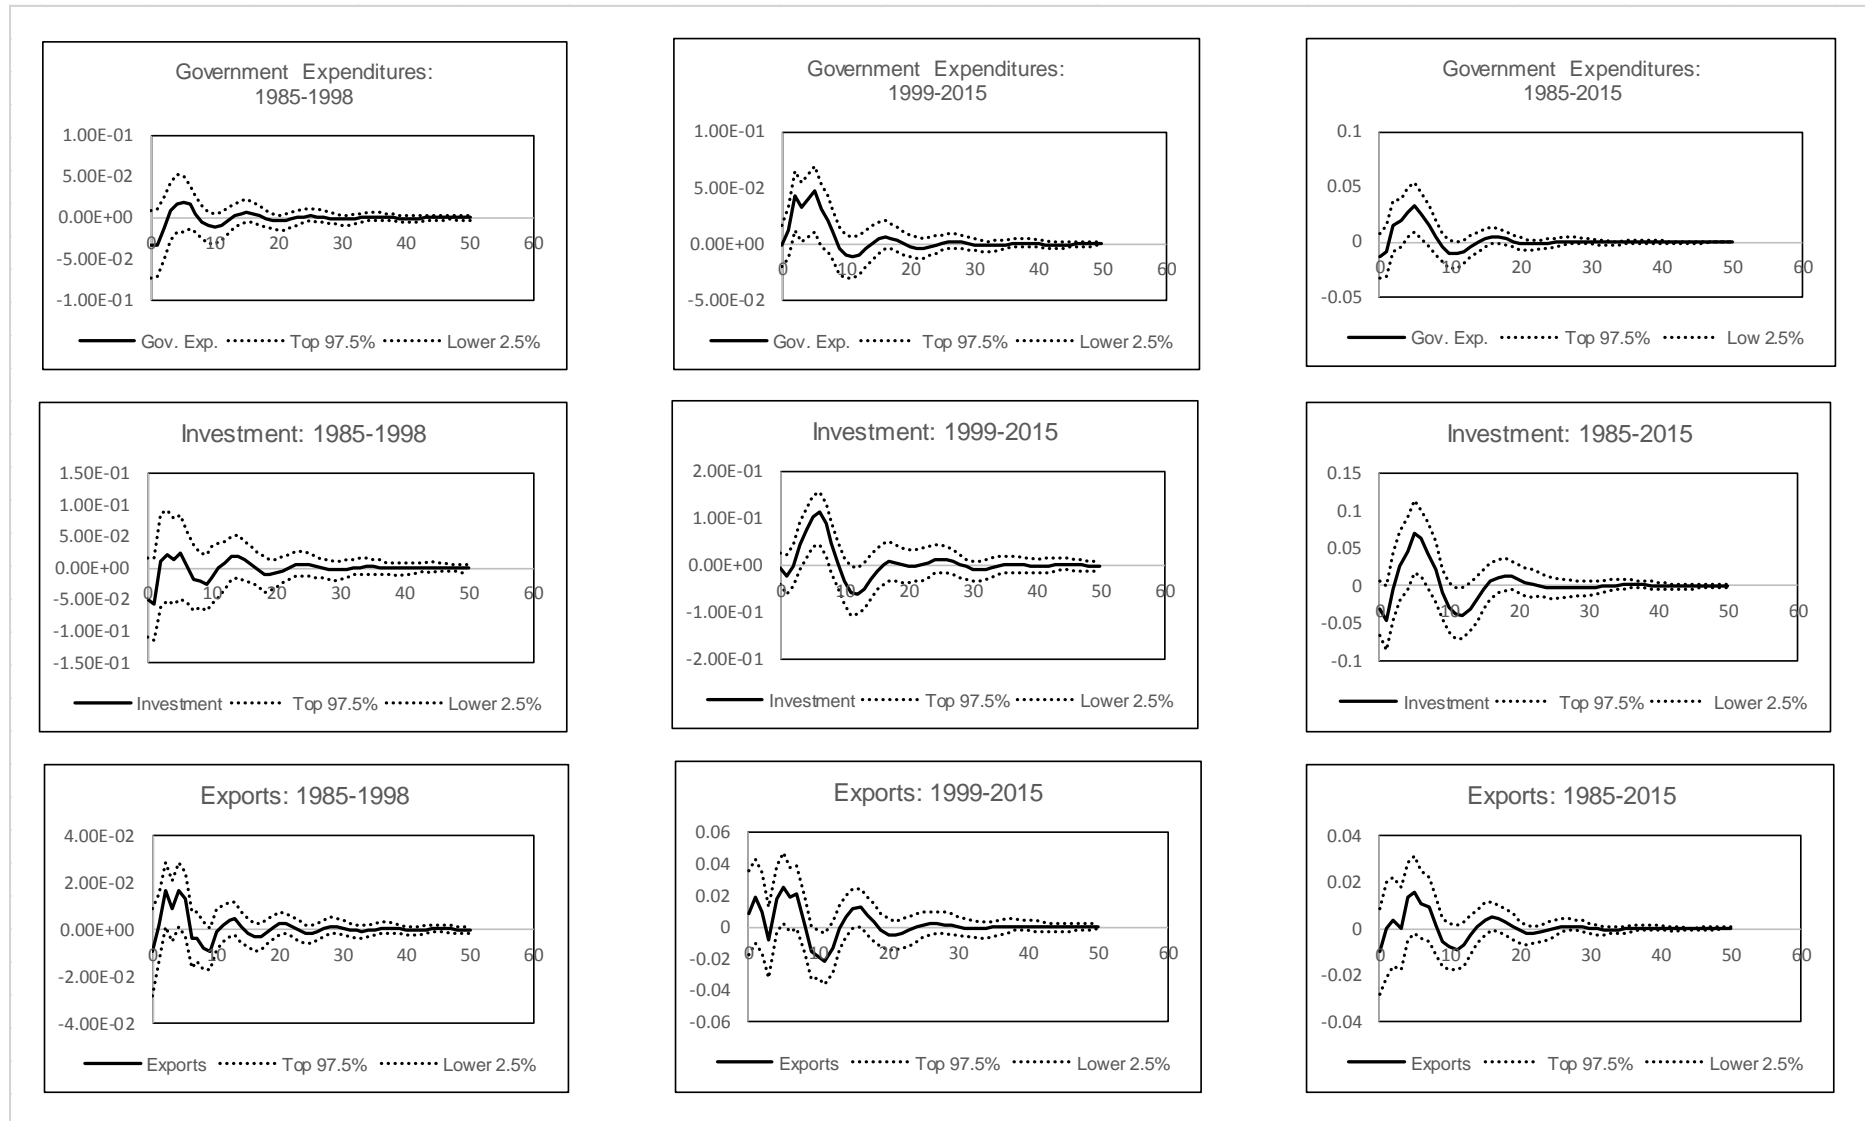 Government Expenditures:
1985-1998
1.00E-01
5.00E-02
0.00E+00
-5.00E-02
-1.00E-01
0 10 20 30 40 50 60
Gov. Exp. Top 97.5% Lower 2.5%
Government Expenditures:
1999-2015
1.00E-01
5.00E-02
0.00E+00
-5.00E-02
0 10 20 30 40 50 60
Gov. Exp. Top 97.5% Lower 2.5%
Government Expenditures:
1985-2015
0.1
0.05
0
-0.05
0 10 20 30 40 50 60
Gov. Exp. Top 97.5% Low 2.5%
Investment: 1985-1998
1.50E-01
1.00E-01
5.00E-02
0.00E+00
-5.00E-02
-1.00E-01
-1.50E-01
0 10 20 30 40 50 60
Investment Top 97.5% Lower 2.5%
Investment: 1999-2015
2.00E-01
1.00E-01
0.00E+00
-1.00E-01
-2.00E-01
0 10 20 30 40 50 60
Investment Top 97.5% Lower 2.5%
Investment: 1985-2015
0.15
0.1
0.05
0
-0.05
-0.1
0 10 20 30 40 50 60
Investment Top 97.5% Lower 2.5%
Exports: 1985-1998
4.00E-02
2.00E-02
0.00E+00
-2.00E-02
-4.00E-02
0 10 20 30 40 50 60
Exports Top 97.5% Lower 2.5%
Exports: 1999-2015
0.06
0.04
0.02
0
-0.02
-0.04
-0.06
0 10 20 30 40 50 60
Exports Top 97.5% Lower 2.5%
Exports: 1985-2015
0.04
0.02
0
-0.02
-0.04
0 10 20 30 40 50 60
Exports Top 97.5% Lower 2.5%